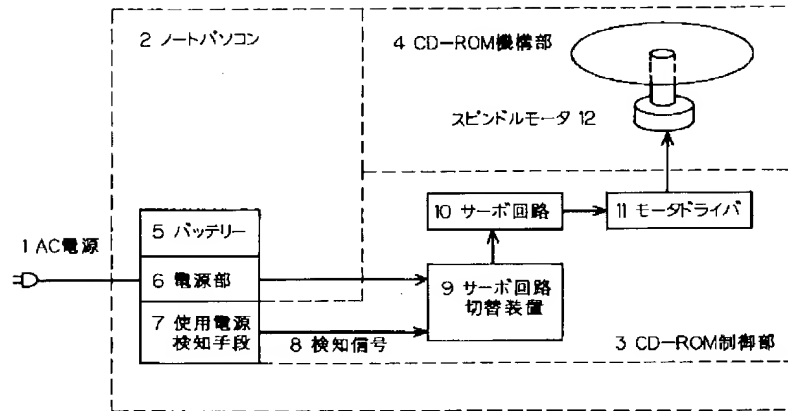 2 ノートパソコン
4 CD-ROM機構部
スピンドルモータ 12
10 サーボ回路
11 モータドライバ
1 AC電源
5 バッテリー
6 電源部
9 サーボ回路
切替装置
7 使用電源
検知手段
8 検知信号
3 CD-ROM制御部